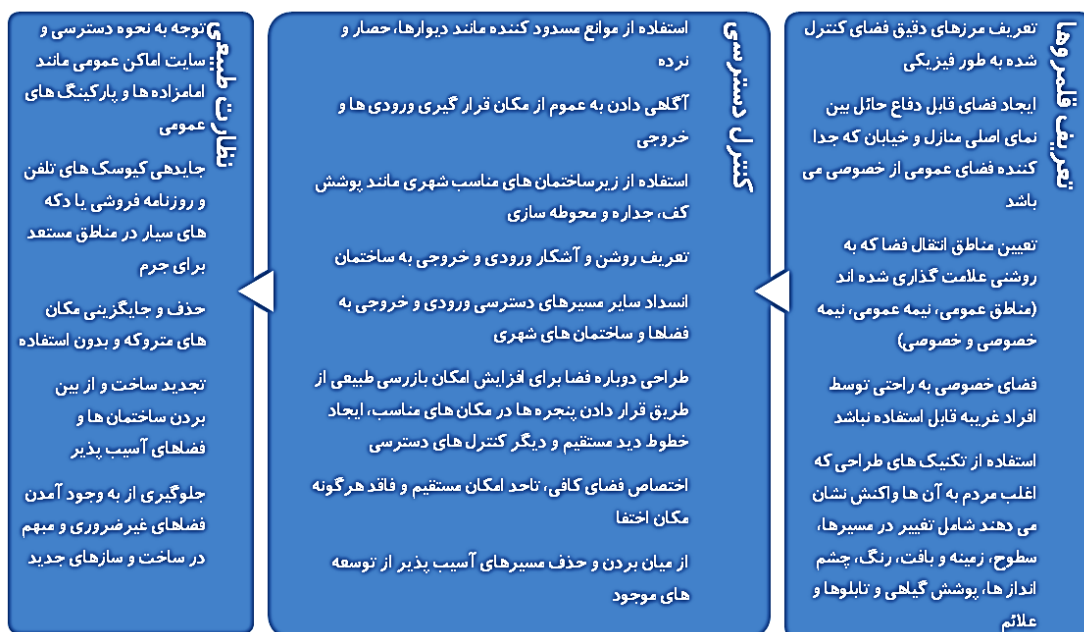 تعریف قلمروها
تعریف مرزهای دقیق فضای کنترل
شده به طور فیزیکی
ایجاد فضای قابل دفاع حائل بین
نمای اصلی منازل و خیابان که جدا
کننده فضای عمومی از خصوصی می
باشد
تعیین مناطق انتقال فضا که به
روشنی علامت گذاری شده اند
(مناطق عمومی، نیمه عمومی، نیمه
خصوصی و خصوصی)
فضای خصوصی به راحتی توسط
افراد غریبه قابل استفاده نباشد
استفاده از تکنیک های طراحی که
اغلب مردم به آن ها واکنش نشان
می دهند شامل تغییر در مسیرها،
سطوح، زمینه و بافت، رنگ، چشم
انداز ها، پوشش گیاهی و تابلوها و
علائم
کنترل دسترسی
استفاده از موانع مسدود کننده مانند دیوارها، حصار و
نرده
آگاهی دادن به عموم از مکان قرار گیری ورودی ها و
خروجی
استفاده از زیرساختمان های مناسب شهری مانند پوشش
کف، جداره و محوطه سازی
تعریف روشن و آشکار ورودی و خروجی به ساختمان
انسداد سایر مسیرهای دسترسی ورودی و خروجی به
فضاها و ساختمان های شهری
طراحی دوباره فضا برای افزایش امکان بازرسی طبیعی از
طریق قرار دادن پنجره ها در مکان های مناسب، ایجاد
خطوط دید مستقیم و دیگر کنترل های دسترسی
اختصاص فضای کافی، تاحد امکان مستقیم و فاقد هرگونه
مکان اختفا
از میان بردن و حذف مسیرهای آسیب پذیر از توسعه
های موجود
نظارت طبیعی
توجه به نحوه دسترسی و
سایت اماکن عمومی مانند
امامزاده ها و پارکینگ های
عمومی
جایدهی کیوسک های تلفن
و روزنامه فروشی یا دکه
های سیار در مناطق مستعد
برای جرم
حذف و جایگزینی مکان
های متروکه و بدون استفاده
تجدید ساخت و از بین
بردن ساختمان ها و
فضاهای آسیب پذیر
جلوگیری از به وجود آمدن
فضاهای غیرضروری و مبهم
در ساخت و سازهای جدید